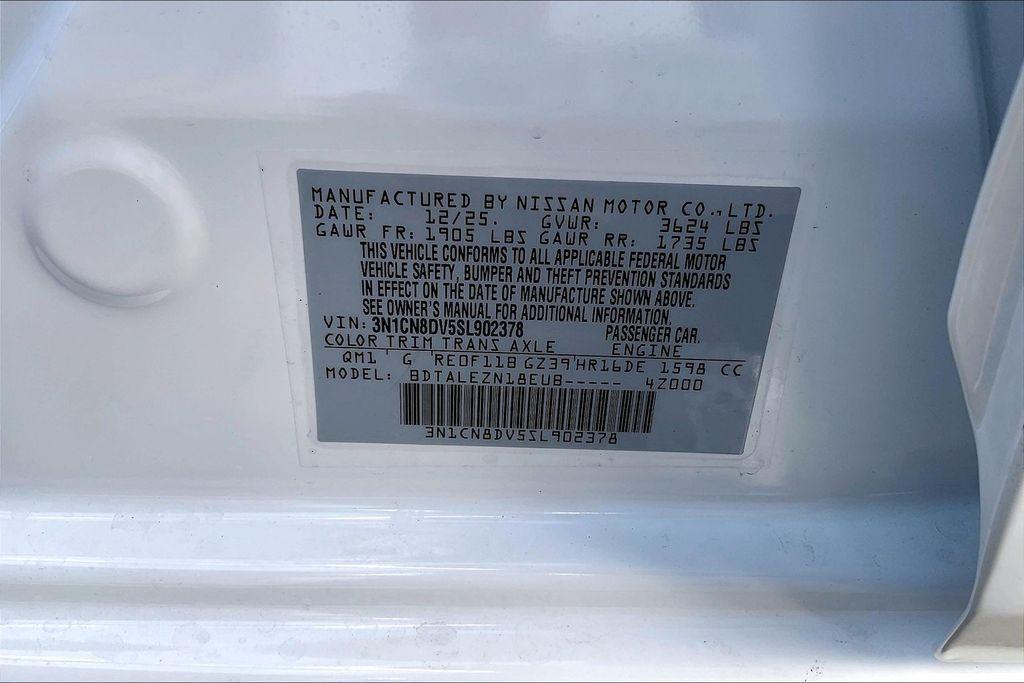 MANUFACTURED BY NISSAN MOTOR CO., LTD.
DATE: 12/25. GVWR: 3624 LBS
GAWR FR: 1905 LBS GAWR RR: 1735 LBS
THIS VEHICLE CONFORMS TO ALL APPLICABLE FEDERAL MOTOR
VEHICLE SAFETY, BUMPER AND THEFT PREVENTION STANDARDS
IN EFFECT ON THE DATE OF MANUFACTURE SHOWN ABOVE.
SEE OWNER'S MANUAL FOR ADDITIONAL INFORMATION.
VIN: 3N1CN8DV5SL902378 PASSENGER CAR.
COLOR TRIM TRANS AXLE ENGINE
QM1 G RE0F11B GZ39 HR16DE 1598 CC
MODEL: BDTALEZN18EUB----- 4Z000
3N1CN8DV5SL902378